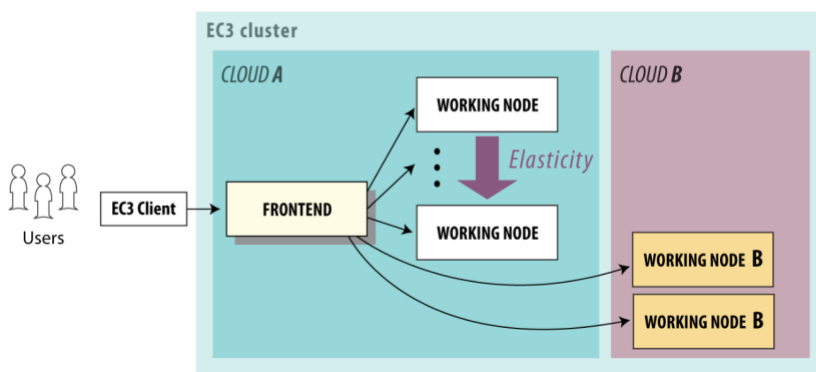 EC3 cluster
CLOUD A
CLOUD B
WORKING NODE
Elasticity
Users
EC3 Client
FRONTEND
WORKING NODE
WORKING NODE B
WORKING NODE B